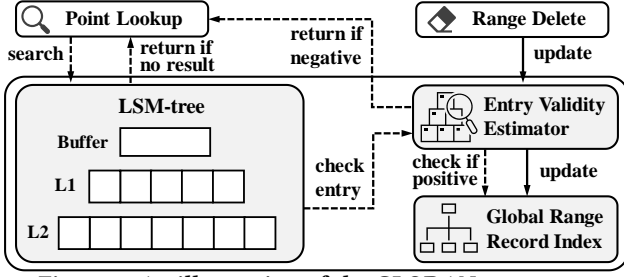 Point Lookup
Range Delete
search
return if
no result
return if
negative
update
LSM-tree
Buffer
L1
L2
check
entry
Entry Validity
Estimator
check if
positive
update
Global Range
Record Index